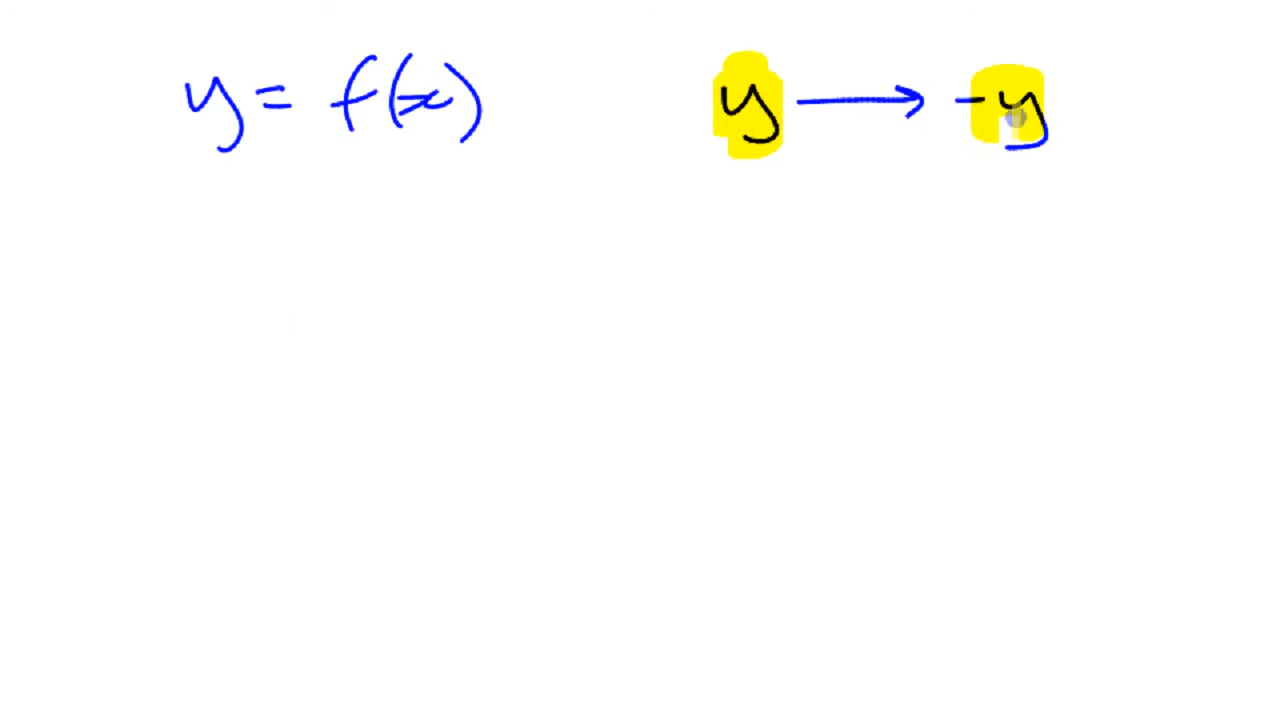 y = f(x) y → -y